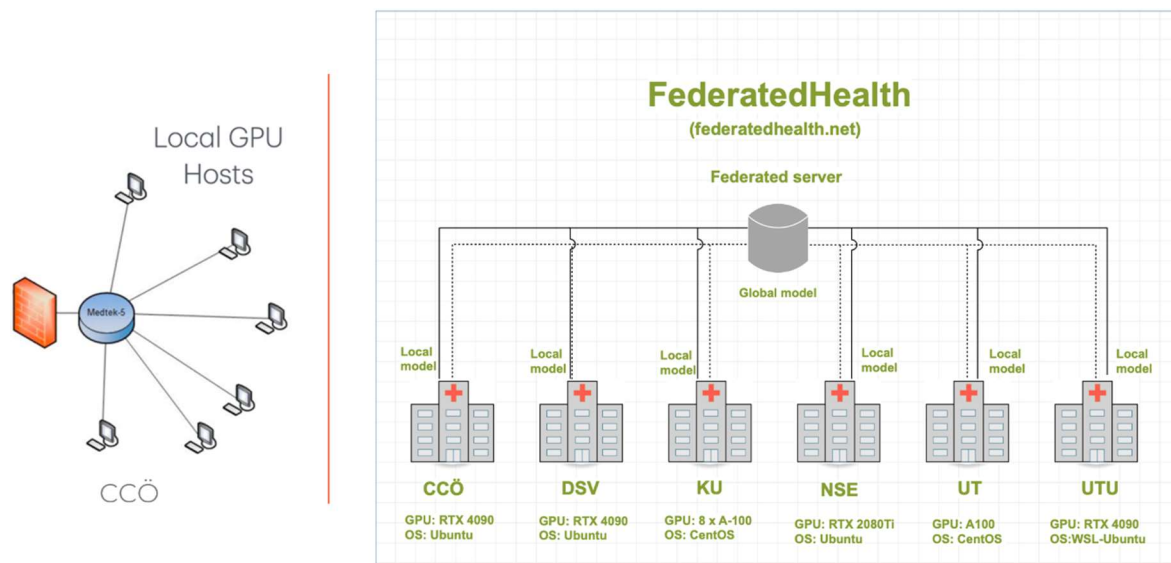 Local GPU
Hosts
Medtek-5
CCÖ
FederatedHealth
(federatedhealth.net)
Federated server
Global model
Local
model
Local
model
Local
model
Local
model
Local
model
Local
model
CCÖ
GPU: RTX 4090
OS: Ubuntu
DSV
GPU: RTX 4090
OS: Ubuntu
KU
GPU: 8 x A-100
OS: CentOS
NSE
GPU: RTX 2080Ti
OS: Ubuntu
UT
GPU: A100
OS: CentOS
UTU
GPU: RTX 4090
OS:WSL-Ubuntu